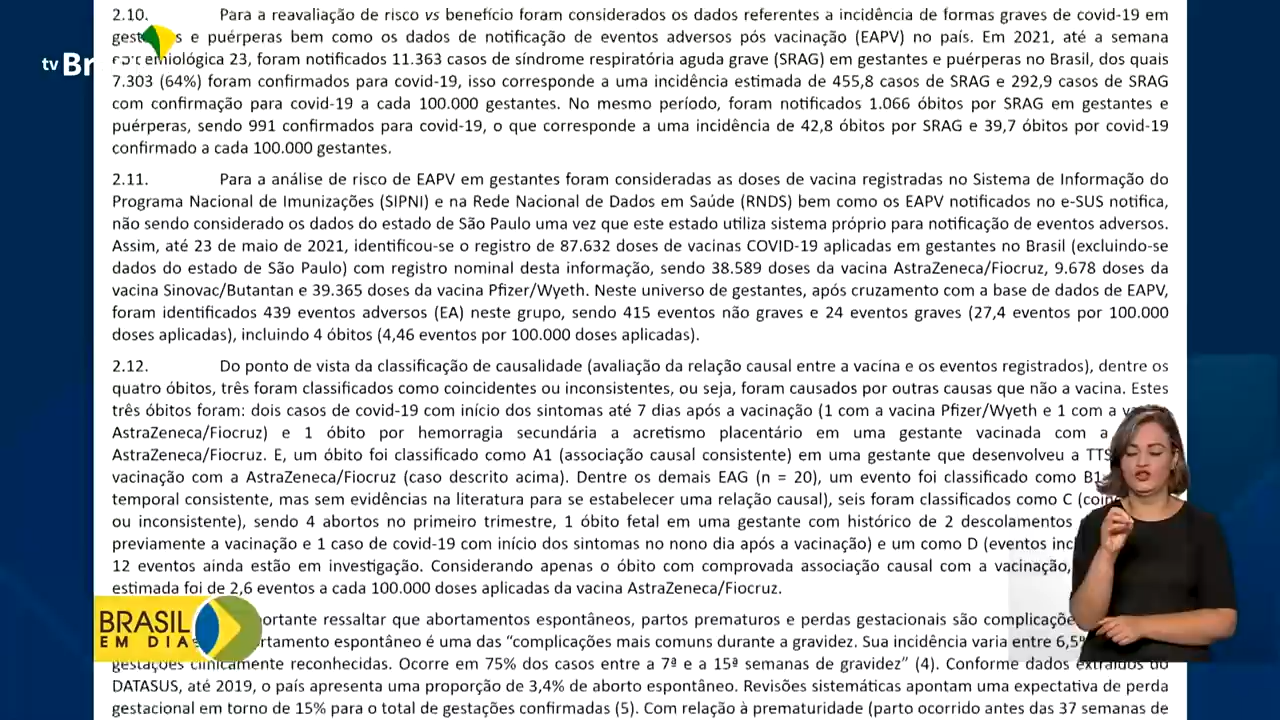 2.10. Para a reavaliação de risco vs benefício foram considerados os dados referentes a incidência de formas graves de covid-19 em
e puérperas bem como os dados de notificação de eventos adversos pós vacinação (EAPV) no país. Em 2021, até a semana
23, foram notificados 11.363 casos de síndrome respiratória aguda grave (SRAG) em gestantes e puérperas no Brasil, dos quais
tv Br
7.303 (64%) foram confirmados para covid-19, isso corresponde a uma incidência estimada de 455,8 casos de SRAG e 292,9 casos de SRAG
com confirmação para covid-19 a cada 100.000 gestantes. No mesmo período, foram notificados 1.066 óbitos por SRAG em gestantes e
puérperas, sendo 991 confirmados para covid-19, o que corresponde a uma incidência de 42,8 óbitos por SRAG e 39,7 óbitos por covid-19
confirmado a cada 100.000 gestantes.
2.11. Para a análise de risco de EAPV em gestantes foram consideradas as doses de vacina registradas no Sistema de Informação do
Programa Nacional de Imunizações (SIPNI) e na Rede Nacional de Dados em Saúde (RNDS) bem como os EAPV notificados no e-SUS notifica,
não sendo considerado os dados do estado de São Paulo uma vez que este estado utiliza sistema próprio para notificação de eventos adversos.
Assim, até 23 de maio de 2021, identificou-se o registro de 87.632 doses de vacinas COVID-19 aplicadas em gestantes no Brasil (excluindo-se
dados do estado de São Paulo) com registro nominal desta informação, sendo 38.589 doses da vacina AstraZeneca/Fiocruz, 9.678 doses da
vacina Sinovac/Butantan e 39.365 doses da vacina Pfizer/Wyeth. Neste universo de gestantes, após cruzamento com a base de dados de EAPV,
foram identificados 439 eventos adversos (EA) neste grupo, sendo 415 eventos não graves e 24 eventos graves (27,4 eventos por 100.000
doses aplicadas), incluindo 4 óbitos (4,46 eventos por 100.000 doses aplicadas).
2.12. Do ponto de vista da classificação de causalidade (avaliação da relação causal entre a vacina e os eventos registrados), dentre os
quatro óbitos, três foram classificados como coincidentes ou inconsistentes, ou seja, foram causados por outras causas que não a vacina. Estes
três óbitos foram: dois casos de covid-19 com início dos sintomas até 7 dias após a vacinação (1 com a vacina Pfizer/Wyeth e 1 com a
AstraZeneca/Fiocruz) e 1 óbito por hemorragia secundária a acretismo placentário em uma gestante vacinada com a
AstraZeneca/Fiocruz. E, um óbito foi classificado como A1 (associação causal consistente) em uma gestante que desenvolveu a TTS
vacinação com a AstraZeneca/Fiocruz (caso descrito acima). Dentre os demais EAG (n = 20), um evento foi classificado como B1
temporal consistente, mas sem evidências na literatura para se estabelecer uma relação causal), seis foram classificados como C
ou inconsistente), sendo 4 abortos no primeiro trimestre, 1 óbito fetal em uma gestante com histórico de 2 descolamentos
previamente a vacinação e 1 caso de covid-19 com início dos sintomas no nono dia após a vacinação) e um como D (eventos
12 eventos ainda estão em investigação. Considerando apenas o óbito com comprovada associação causal com a vacinação,
estimada foi de 2,6 eventos a cada 100.000 doses aplicadas da vacina AstraZeneca/Fiocruz.
BRASIL
EM DIA
ressaltar que abortamentos espontâneos, partos prematuros e perdas gestacionais são
espontâneo é uma das "complicações mais comuns durante a gravidez. Sua incidência varia entre
gestações clinicamente reconhecidas. Ocorre em 75% dos casos entre a 7ª e a 15ª semanas de gravidez" (4). Conforme dados extraídos do
DATASUS, até 2019, o país apresenta uma proporção de 3,4% de aborto espontâneo. Revisões sistemáticas apontam uma expectativa de perda
gestacional em torno de 15% para o total de gestações confirmadas (5). Com relação à prematuridade (parto ocorrido antes das 37 semanas de